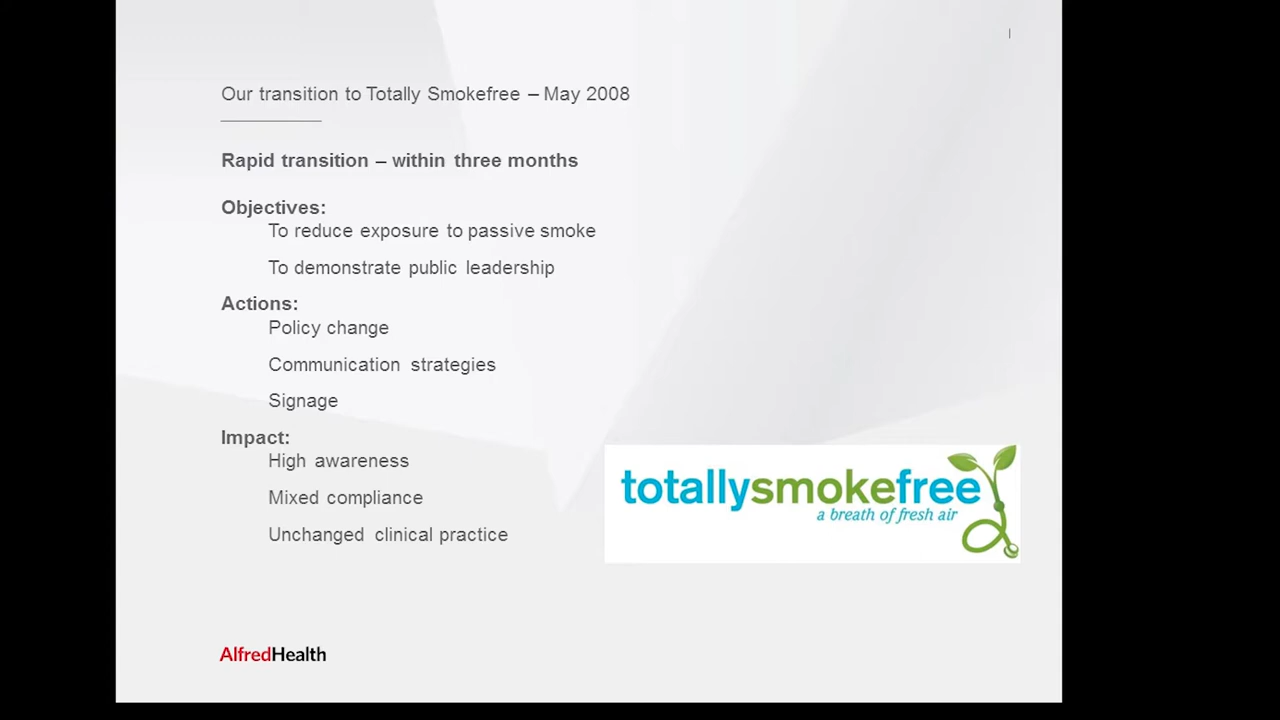 Our transition to Totally Smokefree – May 2008
Rapid transition – within three months
Objectives:
To reduce exposure to passive smoke
To demonstrate public leadership
Actions:
Policy change
Communication strategies
Signage
Impact:
High awareness
Mixed compliance
Unchanged clinical practice
totallysmokefree
a breath of fresh air
AlfredHealth